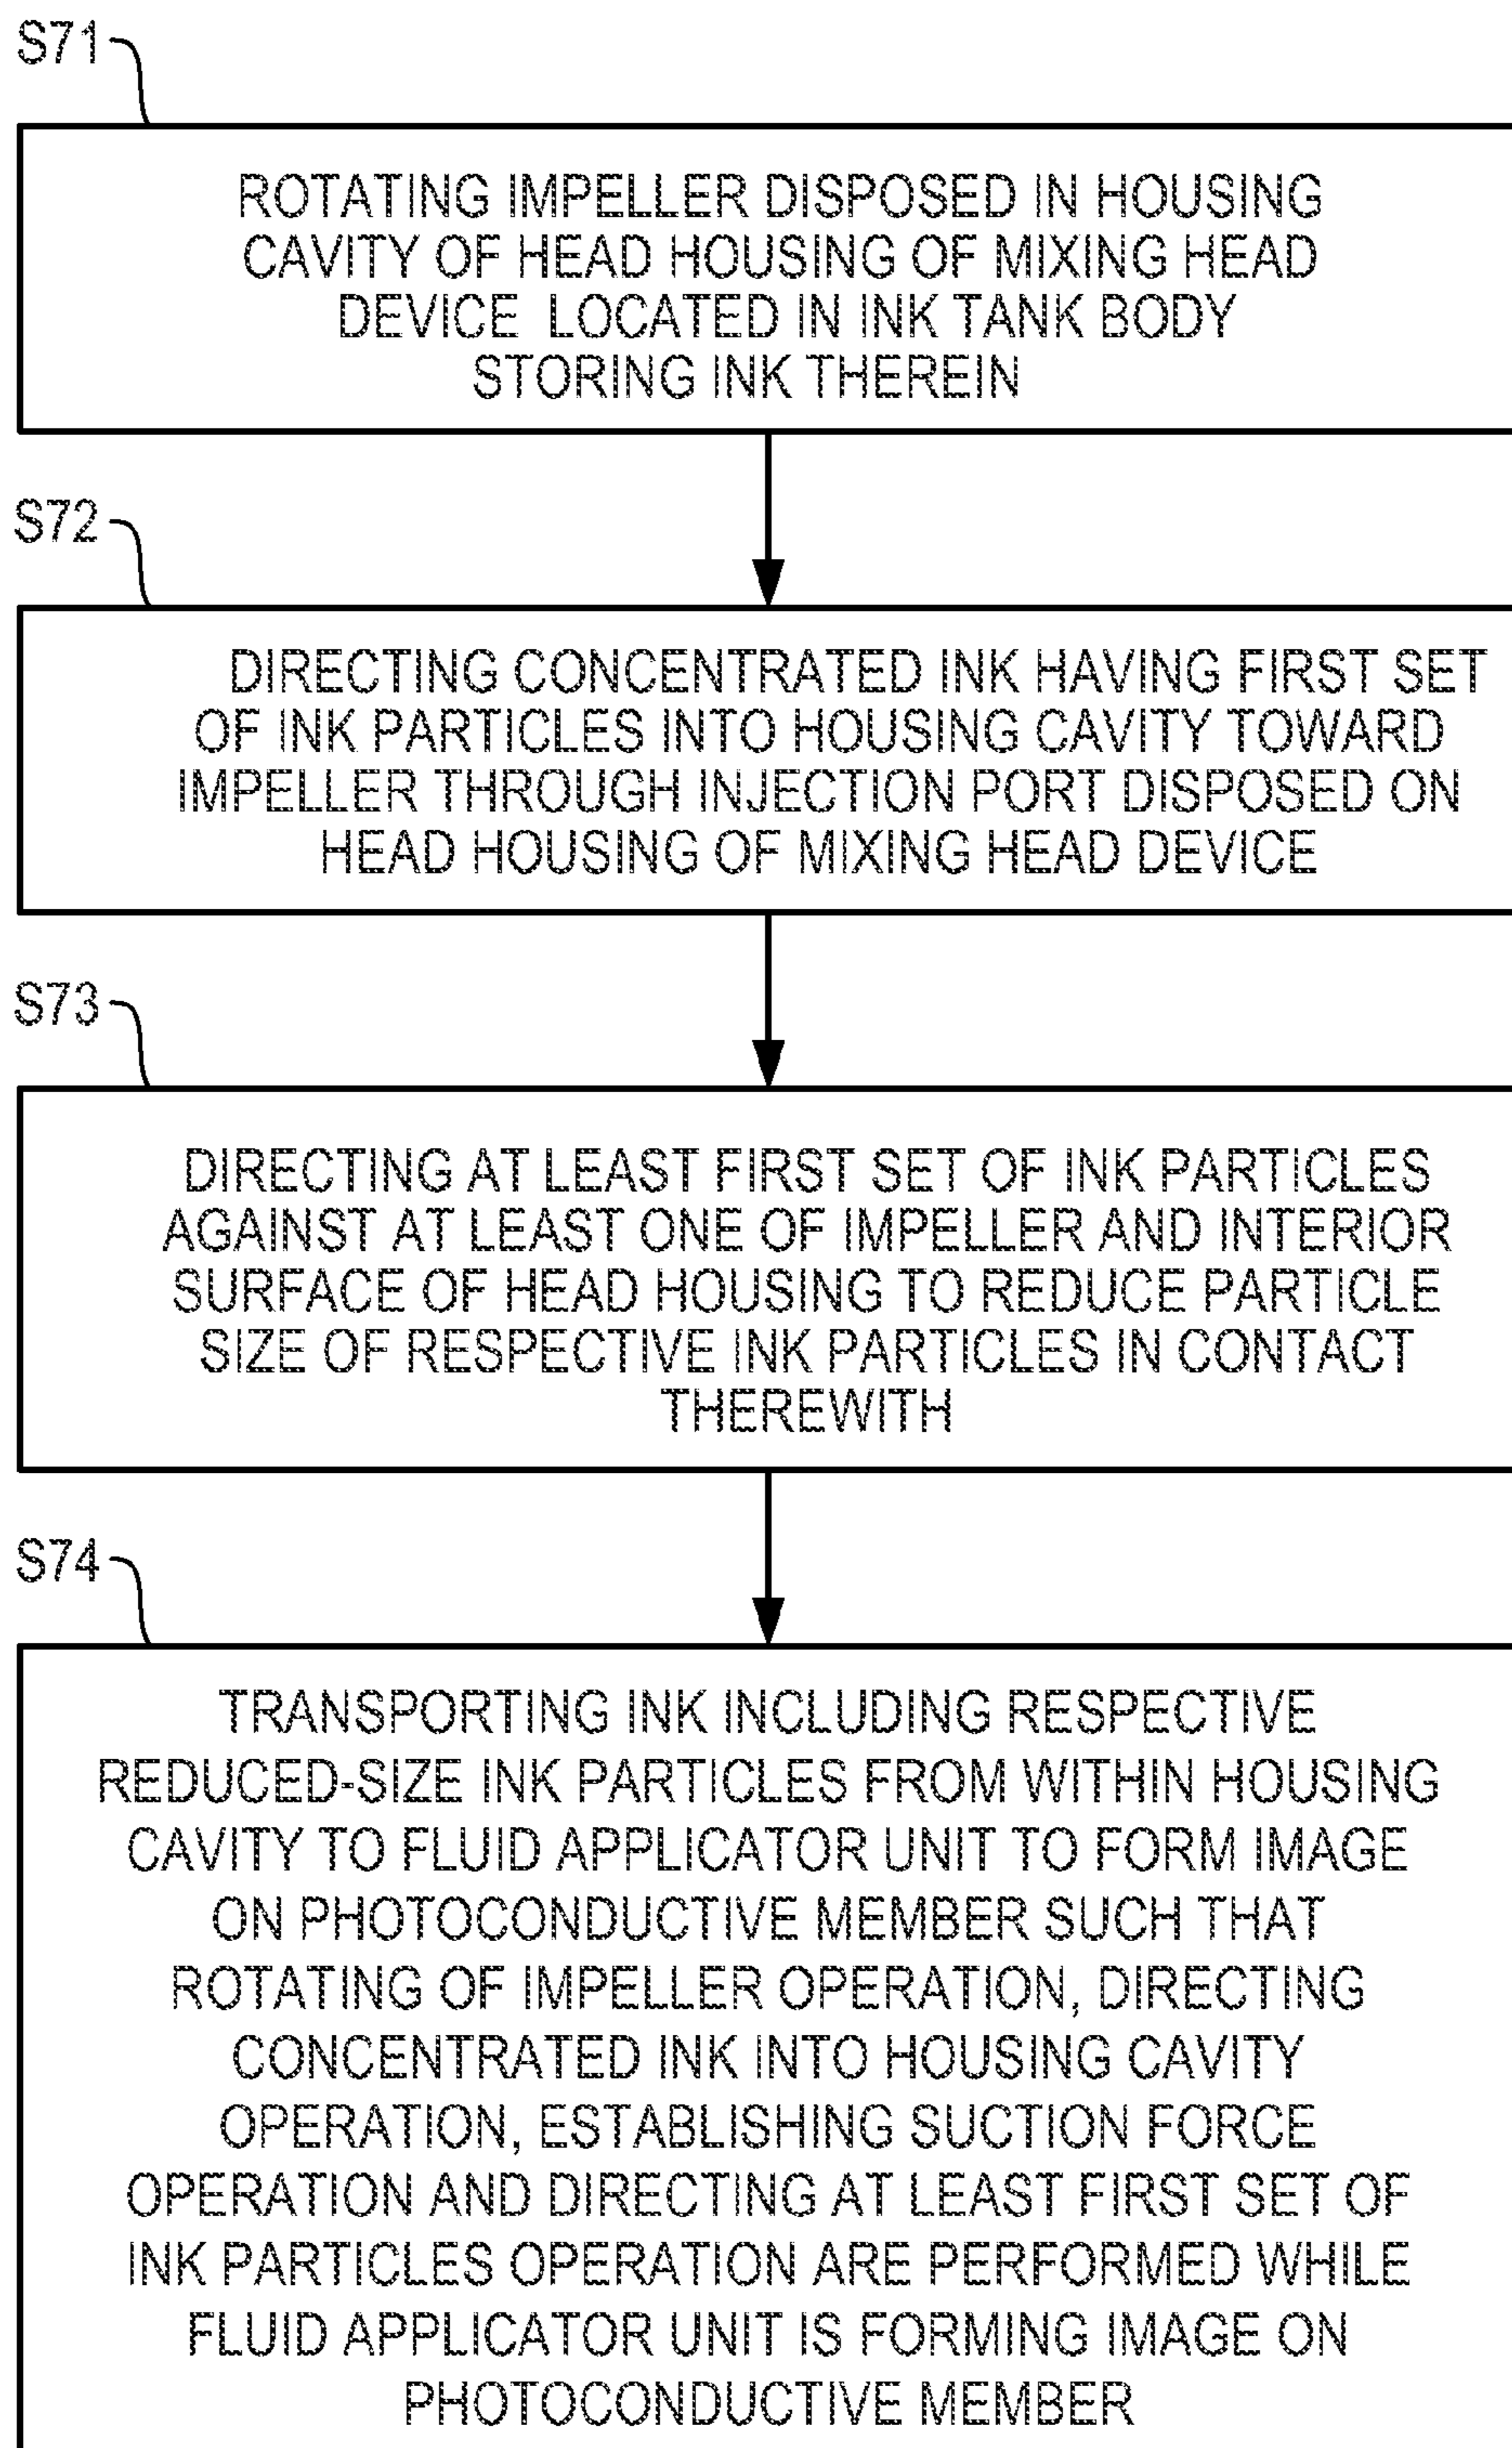 S71
ROTATING IMPELLER DISPOSED IN HOUSING
CAVITY OF HEAD HOUSING OF MIXING HEAD
DEVICE LOCATED IN INK TANK BODY
STORING INK THEREIN
S72
DIRECTING CONCENTRATED INK HAVING FIRST SET
OF INK PARTICLES INTO HOUSING CAVITY TOWARD
IMPELLER THROUGH INJECTION PORT DISPOSED ON
HEAD HOUSING OF MIXING HEAD DEVICE
S73
DIRECTING AT LEAST FIRST SET OF INK PARTICLES
AGAINST AT LEAST ONE OF IMPELLER AND INTERIOR
SURFACE OF HEAD HOUSING TO REDUCE PARTICLE
SIZE OF RESPECTIVE INK PARTICLES IN CONTACT
THEREWITH
S74
TRANSPORTING INK INCLUDING RESPECTIVE
REDUCED-SIZE INK PARTICLES FROM WITHIN HOUSING
CAVITY TO FLUID APPLICATOR UNIT TO FORM IMAGE
ON PHOTOCONDUCTIVE MEMBER SUCH THAT
ROTATING OF IMPELLER OPERATION, DIRECTING
CONCENTRATED INK INTO HOUSING CAVITY
OPERATION, ESTABLISHING SUCTION FORCE
OPERATION AND DIRECTING AT LEAST FIRST SET OF
INK PARTICLES OPERATION ARE PERFORMED WHILE
FLUID APPLICATOR UNIT IS FORMING IMAGE ON
PHOTOCONDUCTIVE MEMBER